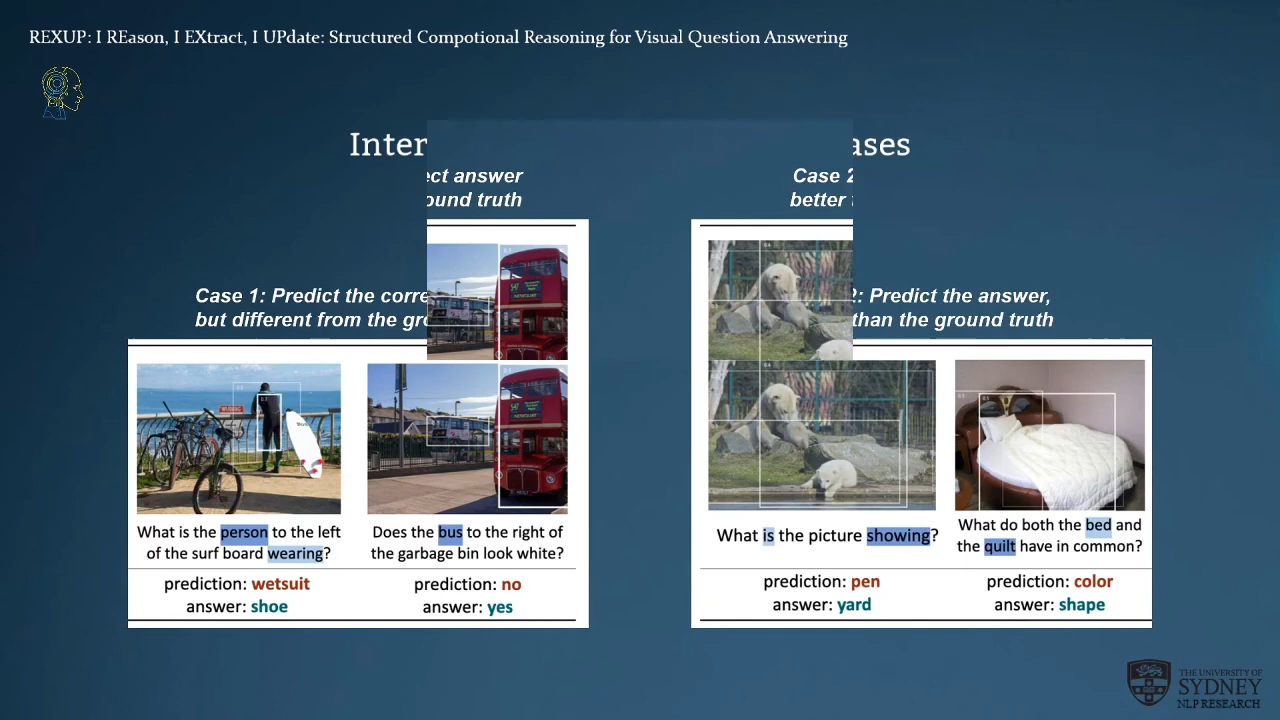 REXUP: I REason, I EXtract, I UPdate: Structured Compotional Reasoning for Visual Question Answering
Inter ases
ect answer
ound truth
Case 2
better
Case 1: Predict the corre
but different from the gro
2: Predict the answer,
than the ground truth
547
547
What is the person to the left
of the surf board wearing?
prediction: wetsuit
answer: shoe
Does the bus to the right of
the garbage bin look white?
prediction: no
answer: yes
What is the picture showing?
prediction: pen
answer: yard
What do both the bed and
the quilt have in common?
prediction: color
answer: shape
THE UNIVERSITY OF
SYDNEY
NLP RESEARCH